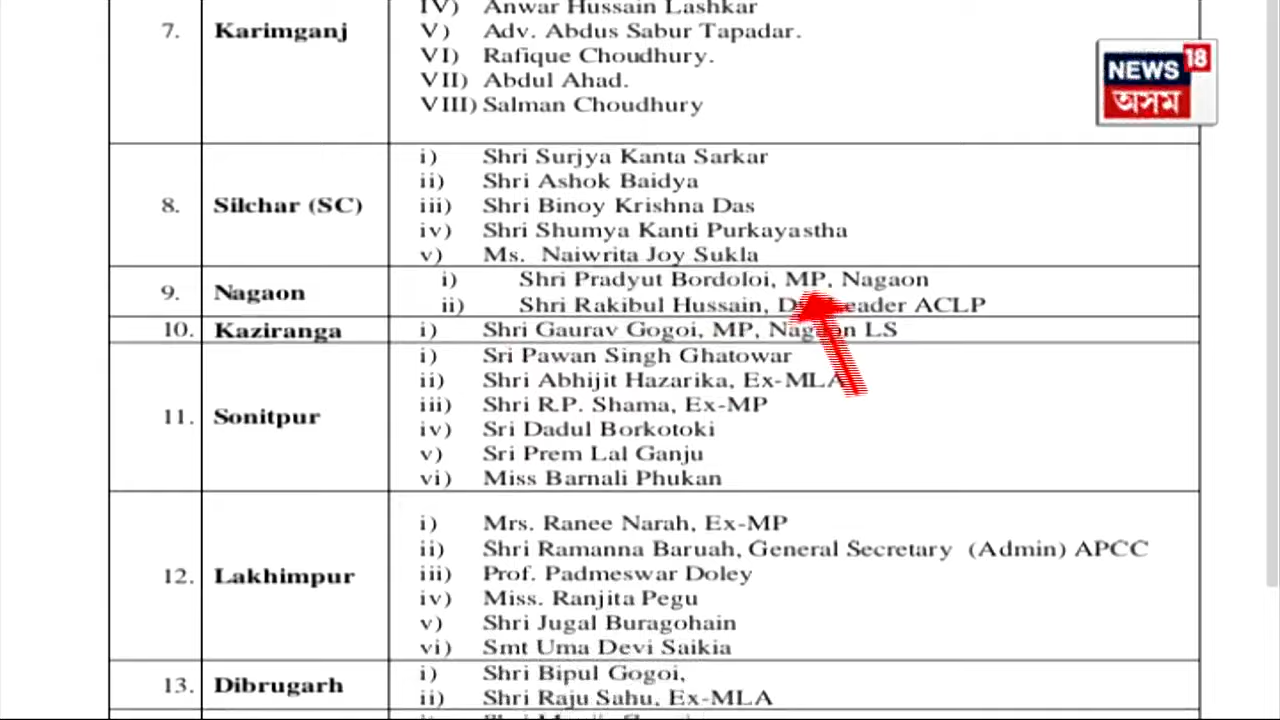 IV) Anwar Hussain Lashkar
7. Karimganj V) Adv. Abdus Sabur Tapadar.
VI) Rafique Choudhury.
VII) Abdul Ahad.
VIII) Salman Choudhury
NEWS 18
অসম
i) Shri Surjya Kanta Sarkar
ii) Shri Ashok Baidya
8. Silchar (SC) iii) Shri Binoy Krishna Das
iv) Shri Shumya Kanti Purkayastha
v) Ms. Naiwrita Joy Sukla
9. Nagaon i) Shri Pradyut Bordoloi, MP, Nagaon
ii) Shri Rakibul Hussain, ACLP
10. Kaziranga i) Shri Gaurav Gogoi, MP, LS
i) Sri Pawan Singh Ghatowar
ii) Shri Abhijit Hazarika, Ex-MLA
11. Sonitpur iii) Shri R.P. Shama, Ex-MP
iv) Sri Dadul Borkotoki
v) Sri Prem Lal Ganju
vi) Miss Barnali Phukan
i) Mrs. Ranee Narah, Ex-MP
ii) Shri Ramanna Baruah, General Secretary (Admin) APCC
12. Lakhimpur iii) Prof. Padmeswar Doley
iv) Miss. Ranjita Pegu
v) Shri Jugal Buragohain
vi) Smt Uma Devi Saikia
13. Dibrugarh i) Shri Bipul Gogoi,
ii) Shri Raju Sahu, Ex-MLA